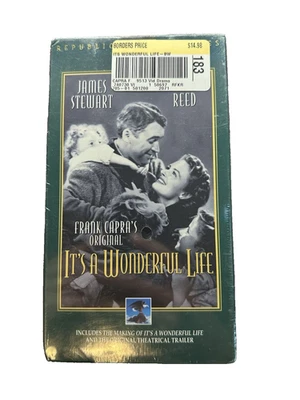 REPUBLIC
BORDERS PRICE $14.98
IT'S WONDERFUL LIFE-BW
183
JAMES
STEWART REED
FRANK CAPRA'S
ORIGINAL
IT'S A WONDERFUL LIFE
INCLUDES THE MAKING OF IT'S A WONDERFUL LIFE
AND THE ORIGINAL THEATRICAL TRAILER